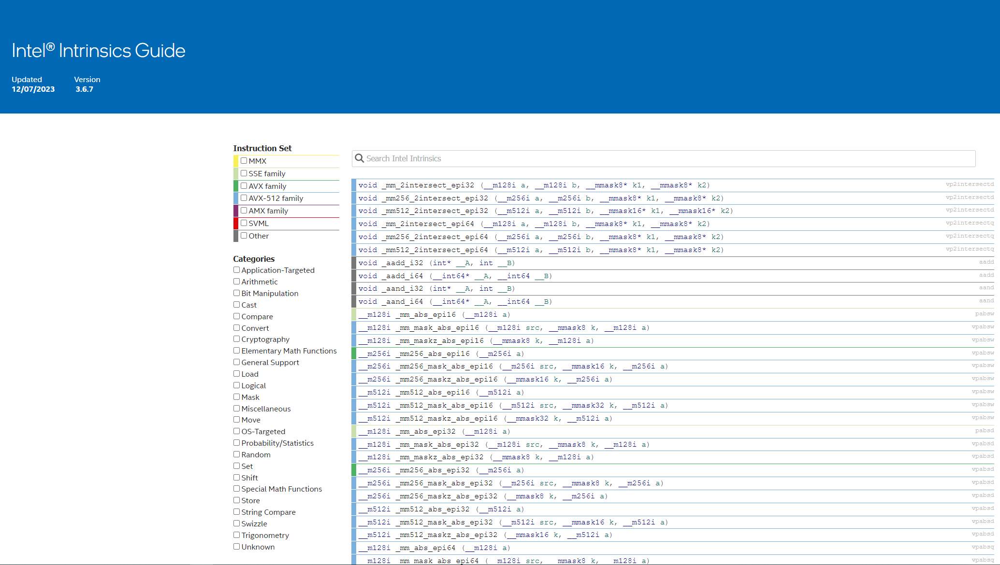 Intel® Intrinsics Guide
Updated Version
12/07/2023 3.6.7
Instruction Set
MMX
SSE family
AVX family
AVX-512 family
AMX family
SVML
Other
Categories
Application-Targeted
Arithmetic
Bit Manipulation
Cast
Compare
Convert
Cryptography
Elementary Math Functions
General Support
Load
Logical
Mask
Miscellaneous
Move
OS-Targeted
Probability/Statistics
Random
Set
Shift
Special Math Functions
Store
String Compare
Swizzle
Trigonometry
Unknown
Search Intel Intrinsics
void _mm_2intersect_epi32 (__m128i a, __m128i b, __mmask8* k1, __mmask8* k2) vp2intersectd
void _mm256_2intersect_epi32 (__m256i a, __m256i b, __mmask8* k1, __mmask8* k2) vp2intersectd
void _mm512_2intersect_epi32 (__m512i a, __m512i b, __mmask16* k1, __mmask16* k2) vp2intersectd
void _mm_2intersect_epi64 (__m128i a, __m128i b, __mmask8* k1, __mmask8* k2) vp2intersectq
void _mm256_2intersect_epi64 (__m256i a, __m256i b, __mmask8* k1, __mmask8* k2) vp2intersectq
void _mm512_2intersect_epi64 (__m512i a, __m512i b, __mmask8* k1, __mmask8* k2) vp2intersectq
void _aadd_i32 (int* __A, int __B) aadd
void _aadd_i64 (__int64* __A, __int64 __B) aadd
void _aand_i32 (int* __A, int __B) aand
void _aand_i64 (__int64* __A, __int64 __B) aand
__m128i _mm_abs_epi16 (__m128i a) pabsw
__m128i _mm_mask_abs_epi16 (__m128i src, __mmask8 k, __m128i a) vpabsw
__m128i _mm_maskz_abs_epi16 (__mmask8 k, __m128i a) vpabsw
__m256i _mm256_abs_epi16 (__m256i a) vpabsw
__m256i _mm256_mask_abs_epi16 (__m256i src, __mmask16 k, __m256i a) vpabsw
__m256i _mm256_maskz_abs_epi16 (__mmask16 k, __m256i a) vpabsw
__m512i _mm512_abs_epi16 (__m512i a) vpabsw
__m512i _mm512_mask_abs_epi16 (__m512i src, __mmask32 k, __m512i a) vpabsw
__m512i _mm512_maskz_abs_epi16 (__mmask32 k, __m512i a) vpabsw
__m128i _mm_abs_epi32 (__m128i a) pabsd
__m128i _mm_mask_abs_epi32 (__m128i src, __mmask8 k, __m128i a) vpabsd
__m128i _mm_maskz_abs_epi32 (__mmask8 k, __m128i a) vpabsd
__m256i _mm256_abs_epi32 (__m256i a) vpabsd
__m256i _mm256_mask_abs_epi32 (__m256i src, __mmask8 k, __m256i a) vpabsd
__m256i _mm256_maskz_abs_epi32 (__mmask8 k, __m256i a) vpabsd
__m512i _mm512_abs_epi32 (__m512i a) vpabsd
__m512i _mm512_mask_abs_epi32 (__m512i src, __mmask16 k, __m512i a) vpabsd
__m512i _mm512_maskz_abs_epi32 (__mmask16 k, __m512i a) vpabsd
__m128i _mm_abs_epi64 (__m128i a) vpabsq
__m128i _mm_mask_abs_epi64 (__m128i src, __mmask8 k, __m128i a) vpabsq